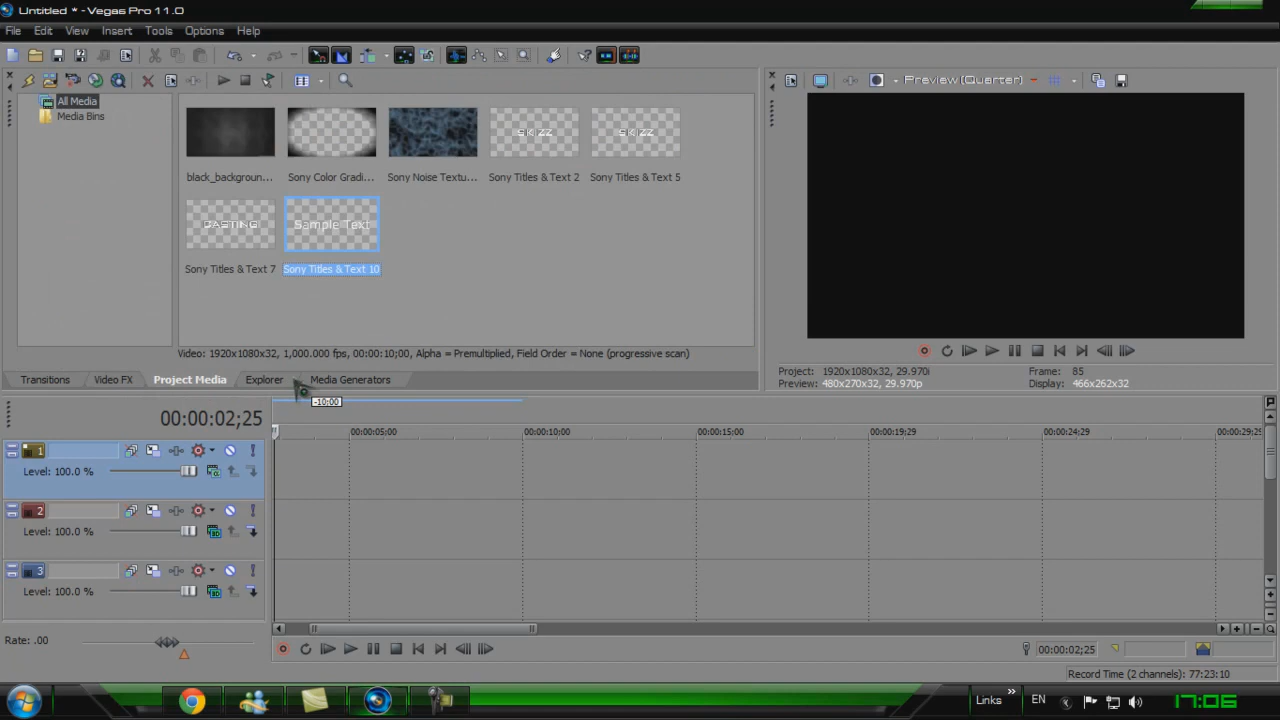 Untitled * - Vegas Pro 11.0
File Edit View Insert Tools Options Help
Preview (Quarter)
All Media
Media Bins
SKIZZ
SKIZZ
black_backgroun... Sony Color Gradi... Sony Noise Textu... Sony Titles & Text 2 Sony Titles & Text 5
CASTING
Sample Text
Sony Titles & Text 7 Sony Titles & Text 10
Video: 1920x1080x32, 1,000.000 fps, 00:00:10;00, Alpha = Premultiplied, Field Order = None (progressive scan)
Transitions Video FX Project Media Explorer Media Generators
Project: 1920x1080x32, 29.970i Frame: 85
Preview: 480x270x32, 29.970p Display: 466x262x32
-10;00
00:00:02;25
00:00:05;00 00:00:10;00 00:00:15;00 00:00:19;29 00:00:24;29 00:00:29;29
1
Level: 100.0 %
2
Level: 100.0 %
3
Level: 100.0 %
Rate: .00
00:00:02;25
Record Time (2 channels): 77:23:10
Links » EN 17:06